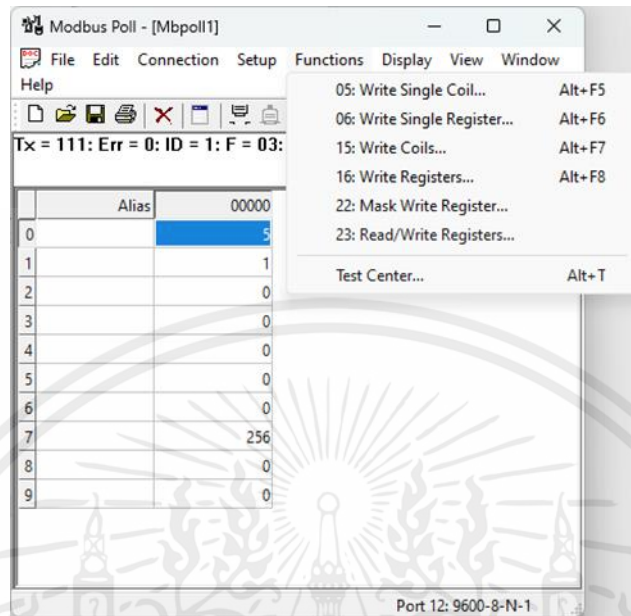 Modbus Poll - [Mbpoll1]
File Edit Connection Setup Functions Display View Window
Help
05: Write Single Coil... Alt+F5
06: Write Single Register... Alt+F6
15: Write Coils... Alt+F7
16: Write Registers... Alt+F8
22: Mask Write Register...
23: Read/Write Registers...
Test Center... Alt+T
Tx = 111: Err = 0: ID = 1: F = 03:
Alias 00000
0 5
1 1
2 0
3 0
4 0
5 0
6 0
7 256
8 0
9 0
Port 12: 9600-8-N-1